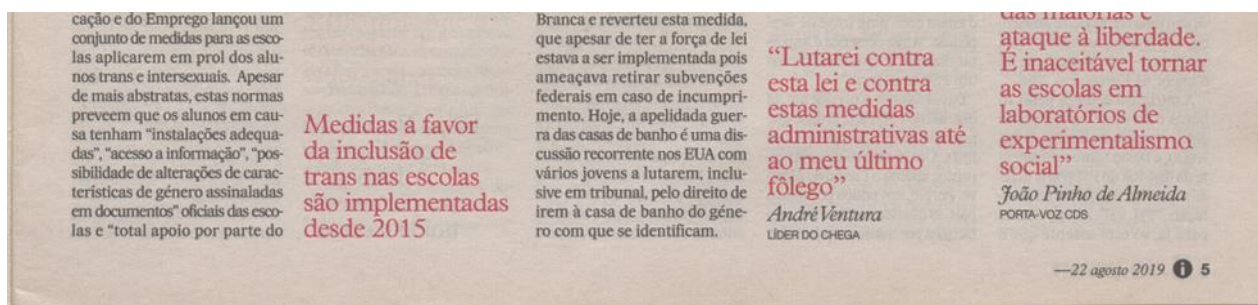 cação e do Emprego lançou um
conjunto de medidas para as esco-
las aplicarem em prol dos alu-
nos trans e intersexuais. Apesar
de mais abstratas, estas normas
preveem que os alunos em cau-
sa tenham “instalações adequa-
das”, “acesso a informação”, “pos-
sibilidade de alterações de carac-
terísticas de género assinaladas
em documentos” oficiais das esco-
las e “total apoio por parte do
Medidas a favor
da inclusão de
trans nas escolas
são implementadas
desde 2015
Branca e reverteu esta medida,
que apesar de ter a força de lei
estava a ser implementada pois
ameaçava retirar subvenções
federais em caso de incumpri-
mento. Hoje, a apelidada guer-
ra das casas de banho é uma dis-
cussão recorrente nos EUA com
vários jovens a lutarem, inclu-
sive em tribunal, pelo direito de
irem à casa de banho do géne-
ro com que se identificam.
“Lutarei contra
esta lei e contra
estas medidas
administrativas até
ao meu último
fôlego”
André Ventura
LÍDER DO CHEGA
das maiorias e
ataque à liberdade.
É inaceitável tornar
as escolas em
laboratórios de
experimentalismo
social”
João Pinho de Almeida
PORTA-VOZ CDS
—22 agosto 2019 i 5